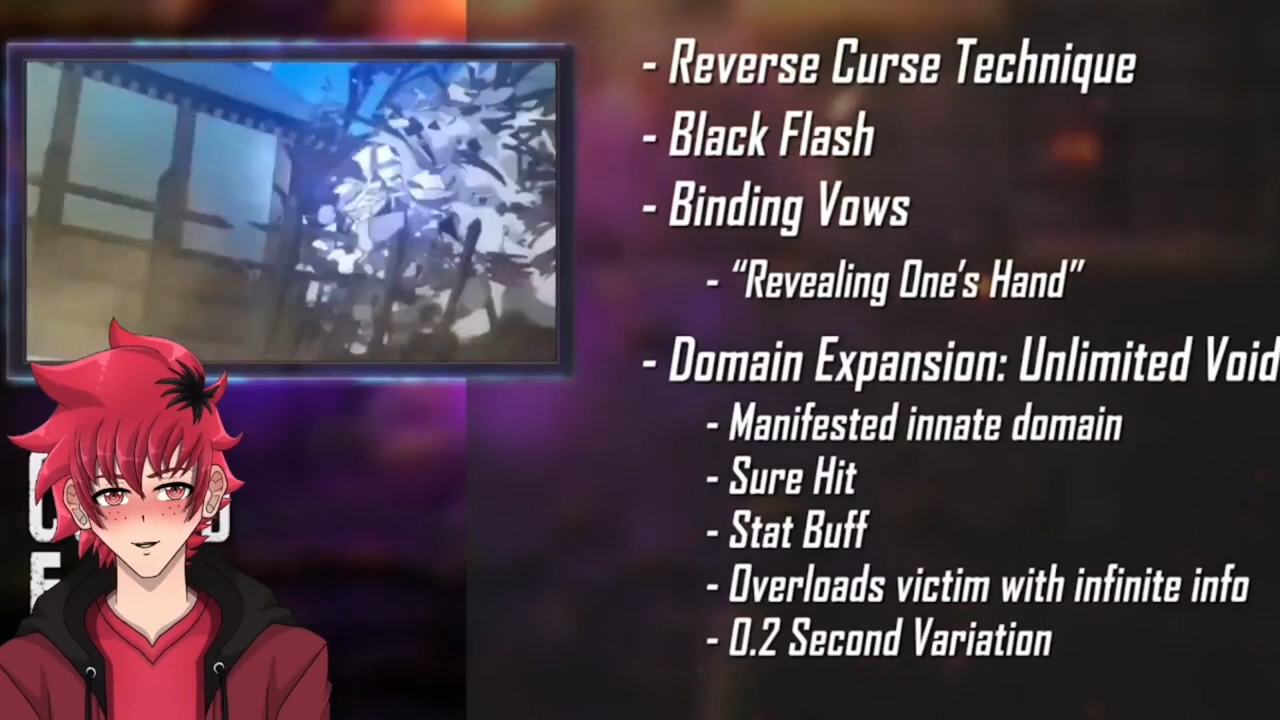 - Reverse Curse Technique
- Black Flash
- Binding Vows
- “Revealing One’s Hand”
- Domain Expansion: Unlimited Void
- Manifested innate domain
- Sure Hit
- Stat Buff
- Overloads victim with infinite info
- 0.2 Second Variation